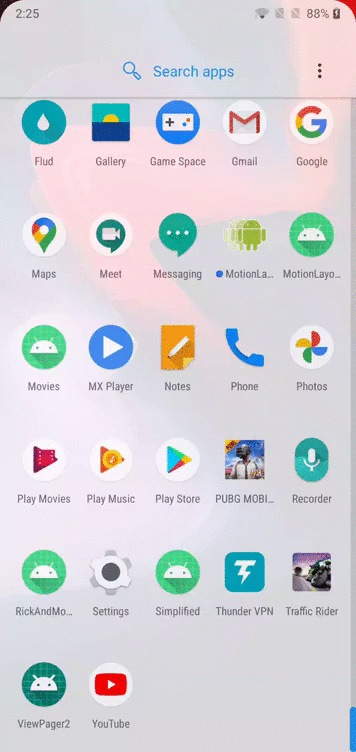 2:25
88%
Search apps
Flud
Gallery
Game Space
Gmail
Google
Maps
Meet
Messaging
MotionLa...
MotionLayo...
Movies
MX Player
Notes
Phone
Photos
Play Movies
Play Music
Play Store
PUBG MOBI...
Recorder
RickAndMo...
Settings
Simplified
Thunder VPN
Traffic Rider
ViewPager2
YouTube